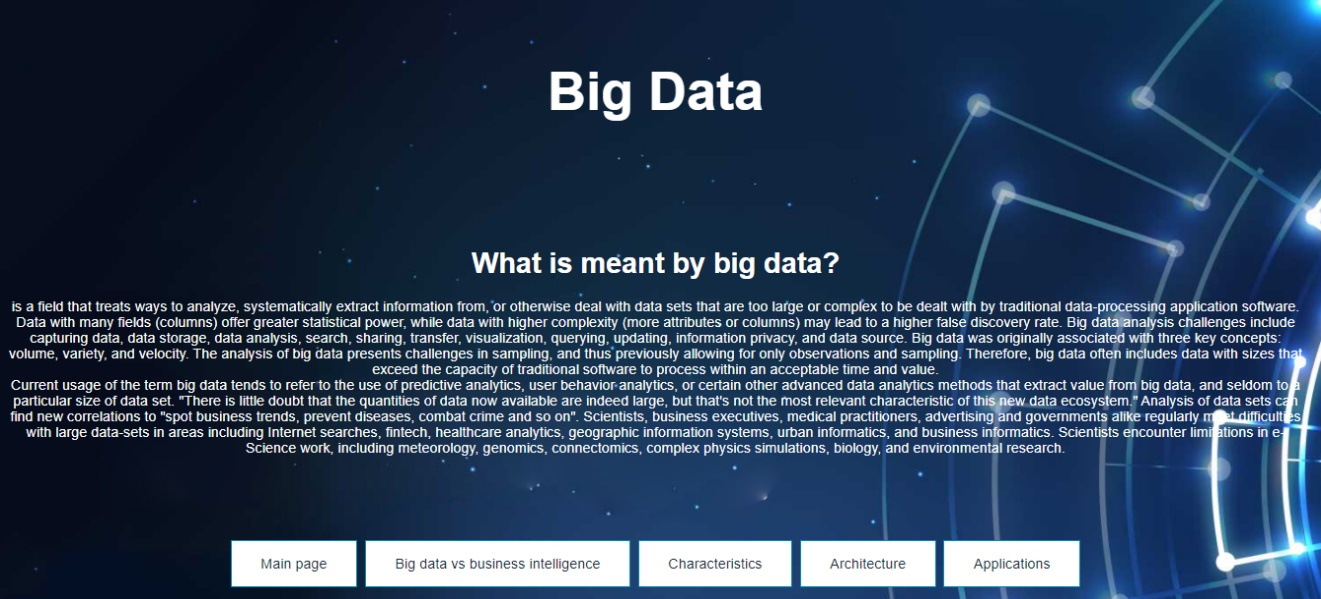 Big Data
What is meant by big data?
is a field that treats ways to analyze, systematically extract information from, or otherwise deal with data sets that are too large or complex to be dealt with by traditional data-processing application software.
Data with many fields (columns) offer greater statistical power, while data with higher complexity (more attributes or columns) may lead to a higher false discovery rate. Big data analysis challenges include
capturing data, data storage, data analysis, search, sharing, transfer, visualization, querying, updating, information privacy, and data source. Big data was originally associated with three key concepts:
volume, variety, and velocity. The analysis of big data presents challenges in sampling, and thus previously allowing for only observations and sampling. Therefore, big data often includes data with sizes that
exceed the capacity of traditional software to process within an acceptable time and value.
Current usage of the term big data tends to refer to the use of predictive analytics, user behavior analytics, or certain other advanced data analytics methods that extract value from big data, and seldom to a
particular size of data set. "There is little doubt that the quantities of data now available are indeed large, but that's not the most relevant characteristic of this new data ecosystem." Analysis of data sets can
find new correlations to "spot business trends, prevent diseases, combat crime and so on". Scientists, business executives, medical practitioners, advertising and governments alike regularly meet difficulties
with large data-sets in areas including Internet searches, fintech, healthcare analytics, geographic information systems, urban informatics, and business informatics. Scientists encounter limitations in e-
Science work, including meteorology, genomics, connectomics, complex physics simulations, biology, and environmental research.
Main page
Big data vs business intelligence
Characteristics
Architecture
Applications